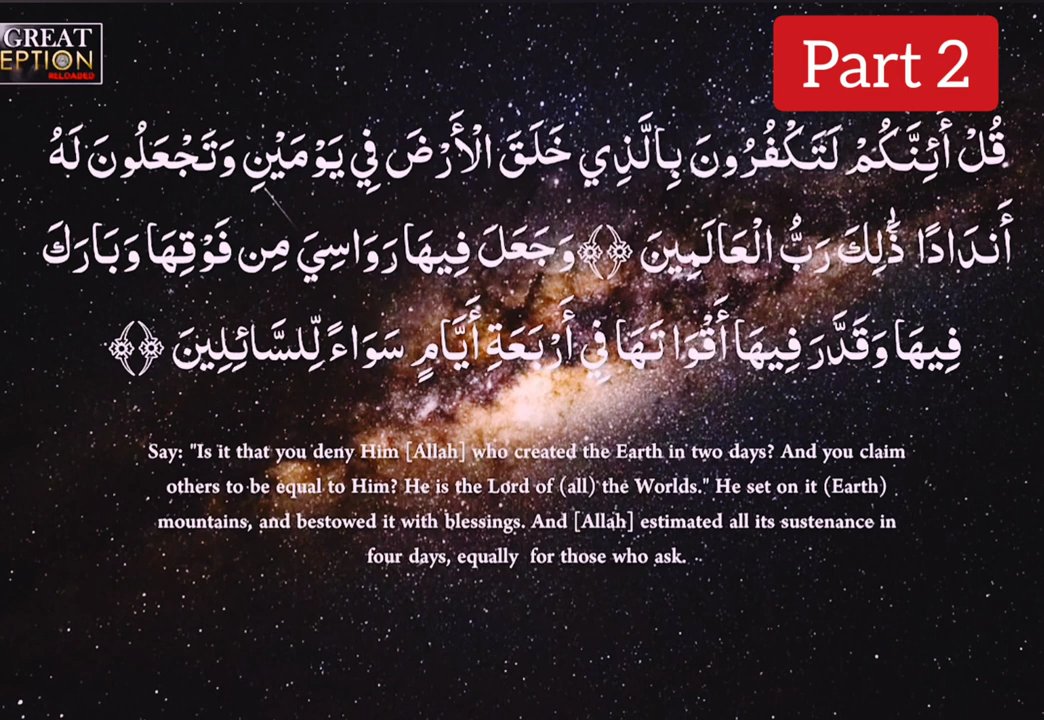 GREAT
EPTION
RELOADED
Part 2
قُلْ أَئِنَّكُمْ لَتَكْفُرُونَ بِالَّذِي خَلَقَ الْأَرْضَ فِي يَوْمَيْنِ وَتَجْعَلُونَ لَهُ
أَندَادًا ذَٰلِكَ رَبُّ الْعَالَمِينَ ﴿﴾ وَجَعَلَ فِيهَا رَوَاسِيَ مِن فَوْقِهَا وَبَارَكَ
فِيهَا وَقَدَّرَ فِيهَا أَقْوَاتَهَا فِي أَرْبَعَةِ أَيَّامٍ سَوَاءً لِّلسَّائِلِينَ ﴿﴾
Say: "Is it that you deny Him [Allah] who created the Earth in two days? And you claim
others to be equal to Him? He is the Lord of (all) the Worlds." He set on it (Earth)
mountains, and bestowed it with blessings. And [Allah] estimated all its sustenance in
four days, equally for those who ask. ..